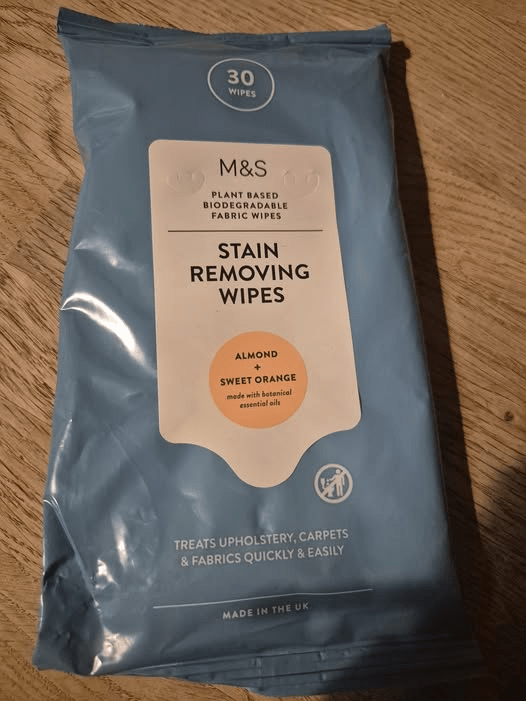 30
WIPES
M&S
PLANT BASED
BIODEGRADABLE
FABRIC WIPES
STAIN
REMOVING
WIPES
ALMOND
+
SWEET ORANGE
made with botanical
essential oils
TREATS UPHOLSTERY, CARPETS
& FABRICS QUICKLY & EASILY
MADE IN THE UK